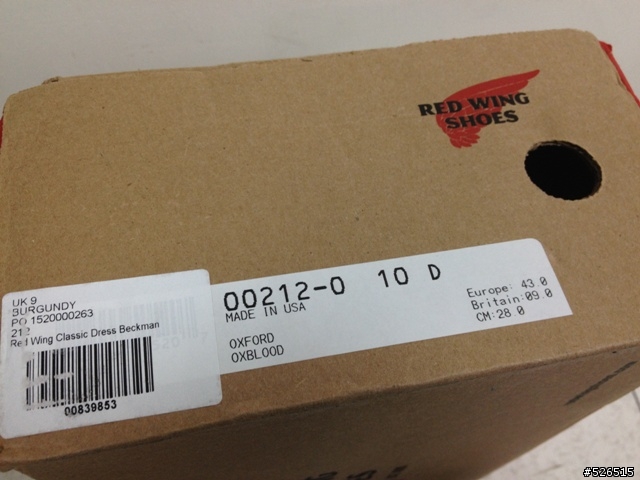 RED WING
SHOES
00212-0 10 D
MADE IN USA
OXFORD
OXBLOOD
Europe: 43.0
Britain:09.0
CM:28.0
UK 9
BURGUNDY
PO 1520000263
212
Red Wing Classic Dress Beckman
00839853
#526515